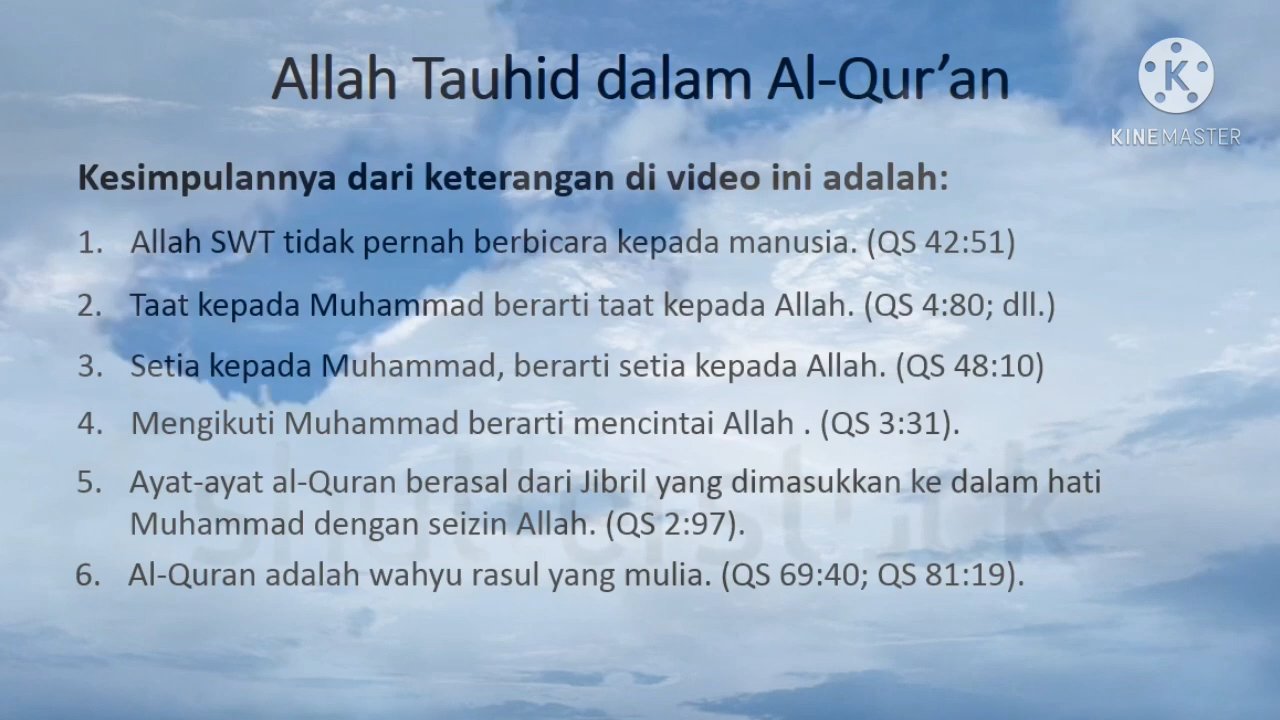 Allah Tauhid dalam Al-Qur’an
KINEMASTER
Kesimpulannya dari keterangan di video ini adalah:
1. Allah SWT tidak pernah berbicara kepada manusia. (QS 42:51)
2. Taat kepada Muhammad berarti taat kepada Allah. (QS 4:80; dll.)
3. Setia kepada Muhammad, berarti setia kepada Allah. (QS 48:10)
4. Mengikuti Muhammad berarti mencintai Allah . (QS 3:31).
5. Ayat-ayat al-Quran berasal dari Jibril yang dimasukkan ke dalam hati
Muhammad dengan seizin Allah. (QS 2:97).
6. Al-Quran adalah wahyu rasul yang mulia. (QS 69:40; QS 81:19).